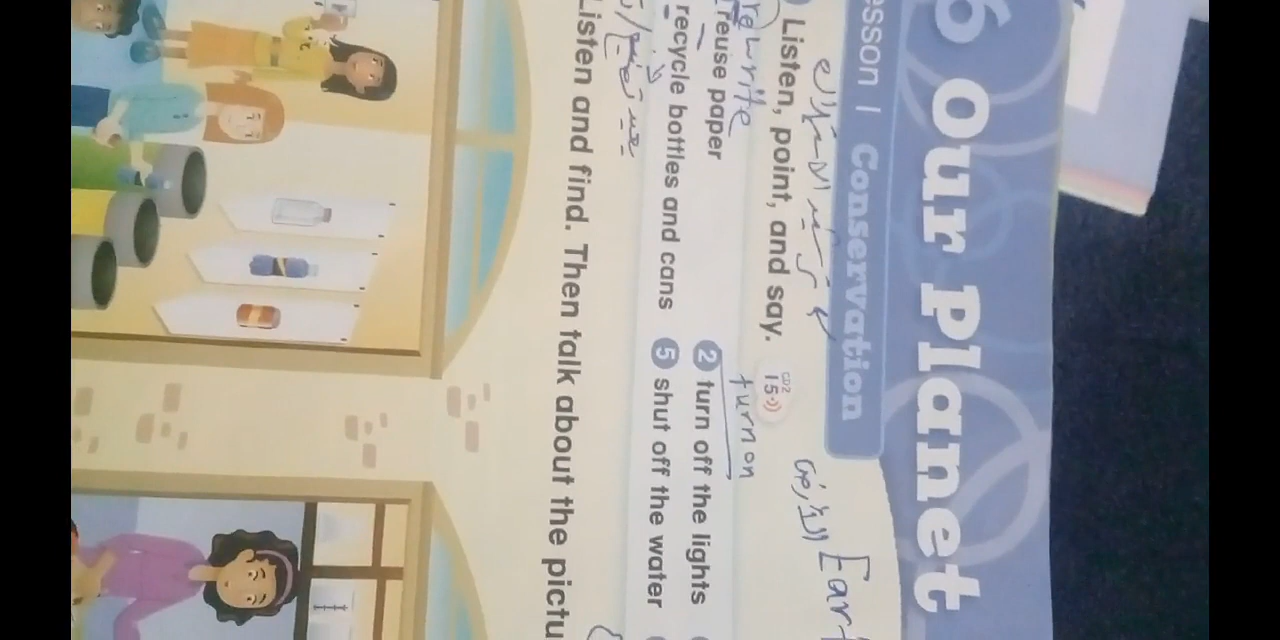 6 Our Planet
esson 1 Conservation
Eart
Listen, point, and say. CD2 15
rewrite
turn on
reuse paper 2 turn off the lights
recycle bottles and cans 5 shut off the water
Listen and find. Then talk about the pictu